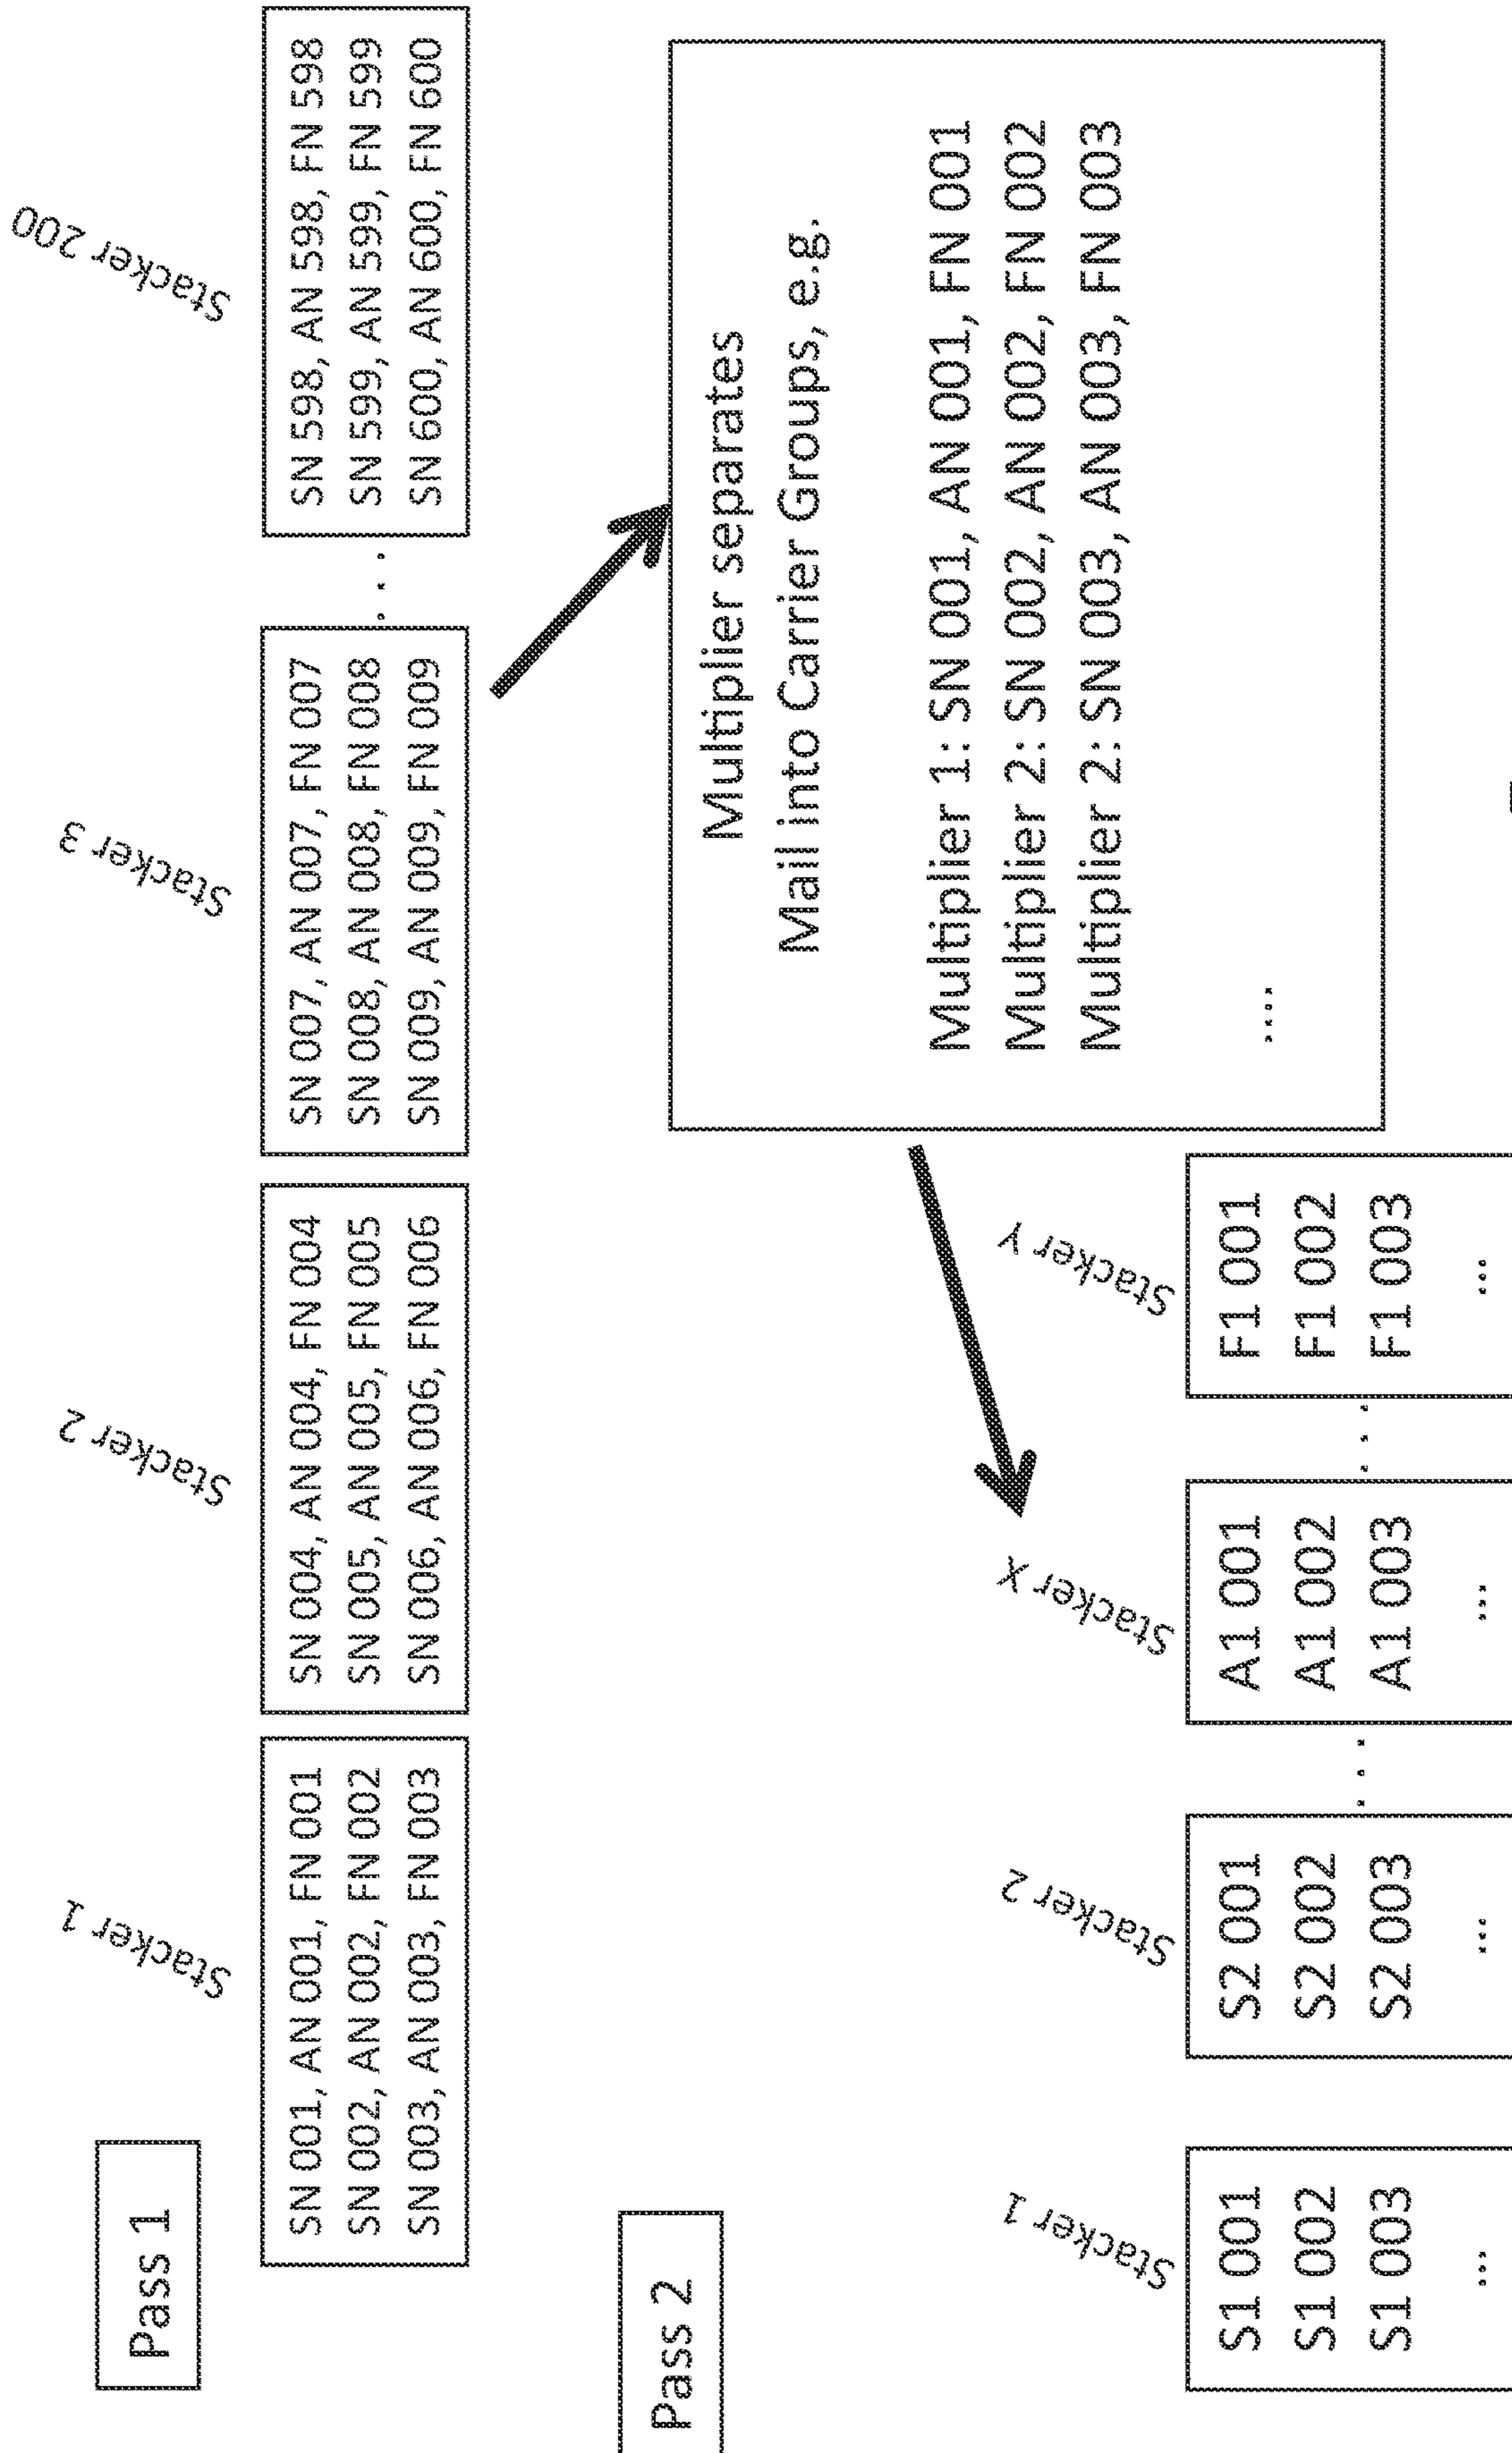 Pass 1
Stacker 1
Stacker 2
Stacker 3
Stacker 200
SN 001, AN 001, FN 001
SN 002, AN 002, FN 002
SN 003, AN 003, FN 003
SN 004, AN 004, FN 004
SN 005, AN 005, FN 005
SN 006, AN 006, FN 006
SN 007, AN 007, FN 007
SN 008, AN 008, FN 008
SN 009, AN 009, FN 009
. . .
SN 598, AN 598, FN 598
SN 599, AN 599, FN 599
SN 600, AN 600, FN 600
Pass 2
Multiplier separates
Mail into Carrier Groups, e.g.
Multiplier 1: SN 001, AN 001, FN 001
Multiplier 2: SN 002, AN 002, FN 002
Multiplier 2: SN 003, AN 003, FN 003
....
Stacker 1
Stacker 2
Stacker X
Stacker Y
S1 001
S1 002
S1 003
...
S2 001
S2 002
S2 003
...
. . .
A1 001
A1 002
A1 003
...
. . .
F1 001
F1 002
F1 003
...